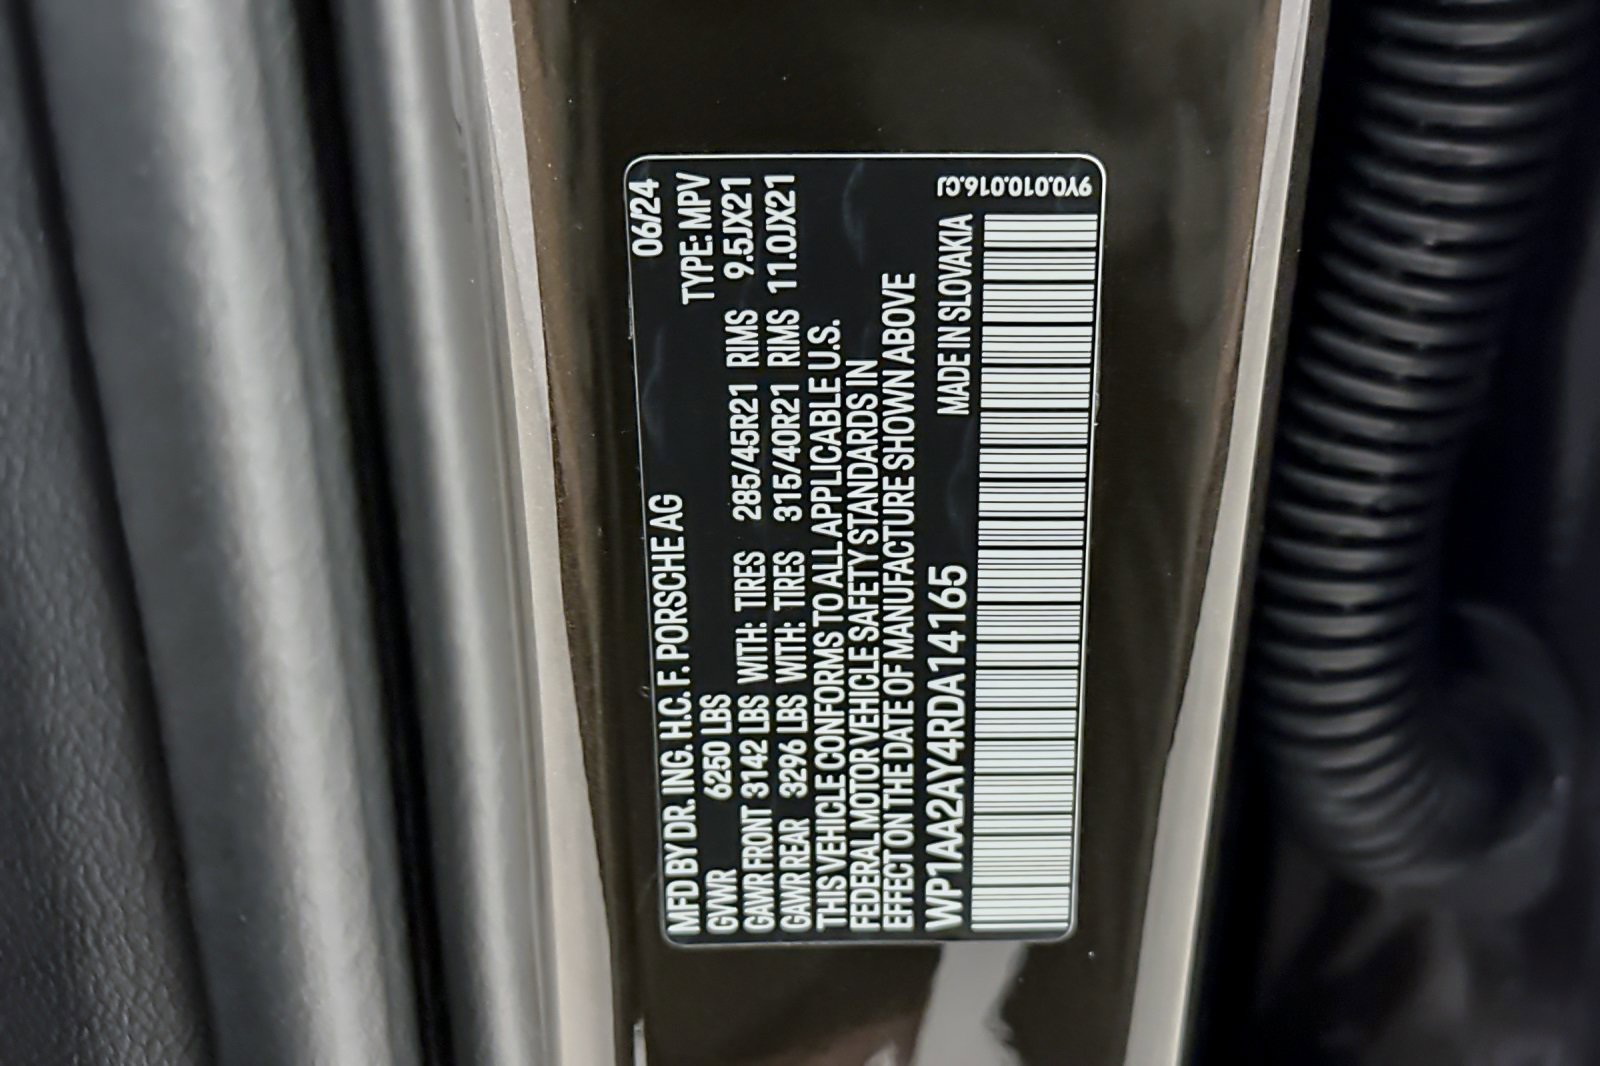 MFD BY DR. ING. H.C. F. PORSCHE AG 06/24
GVWR 6250 LBS TYPE: MPV
GAWR FRONT 3142 LBS WITH: TIRES 285/45R21 RIMS 9.5JX21
GAWR REAR 3296 LBS WITH: TIRES 315/40R21 RIMS 11.0JX21
THIS VEHICLE CONFORMS TO ALL APPLICABLE U.S.
FEDERAL MOTOR VEHICLE SAFETY STANDARDS IN
EFFECT ON THE DATE OF MANUFACTURE SHOWN ABOVE
WP1AA2AY4RDA14165 MADE IN SLOVAKIA
9Y0.010.016.CJ